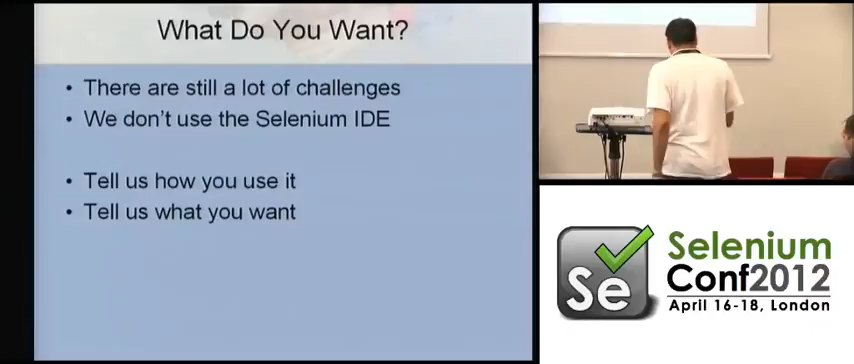 What Do You Want?
• There are still a lot of challenges
• We don't use the Selenium IDE
• Tell us how you use it
• Tell us what you want
Se
Selenium
Conf2012
April 16-18, London